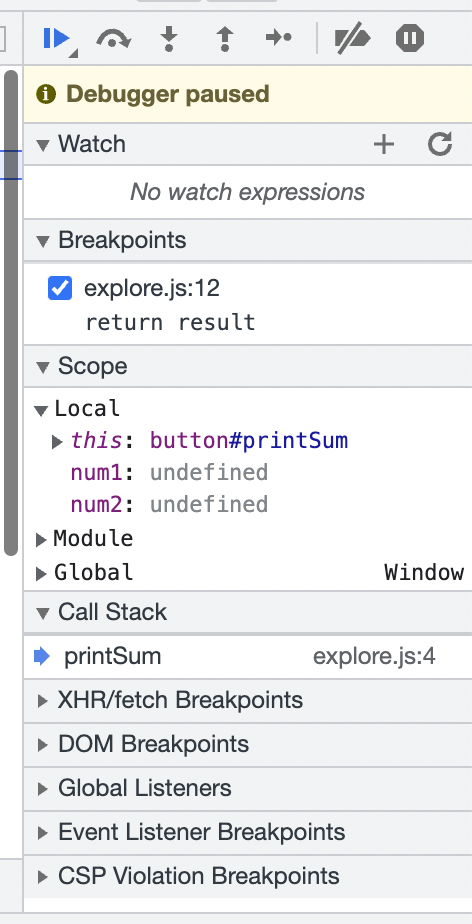 Debugger paused
Watch
No watch expressions
Breakpoints
explore.js:12
return result
Scope
Local
this: button#printSum
num1: undefined
num2: undefined
Module
Global Window
Call Stack
printSum explore.js:4
XHR/fetch Breakpoints
DOM Breakpoints
Global Listeners
Event Listener Breakpoints
CSP Violation Breakpoints